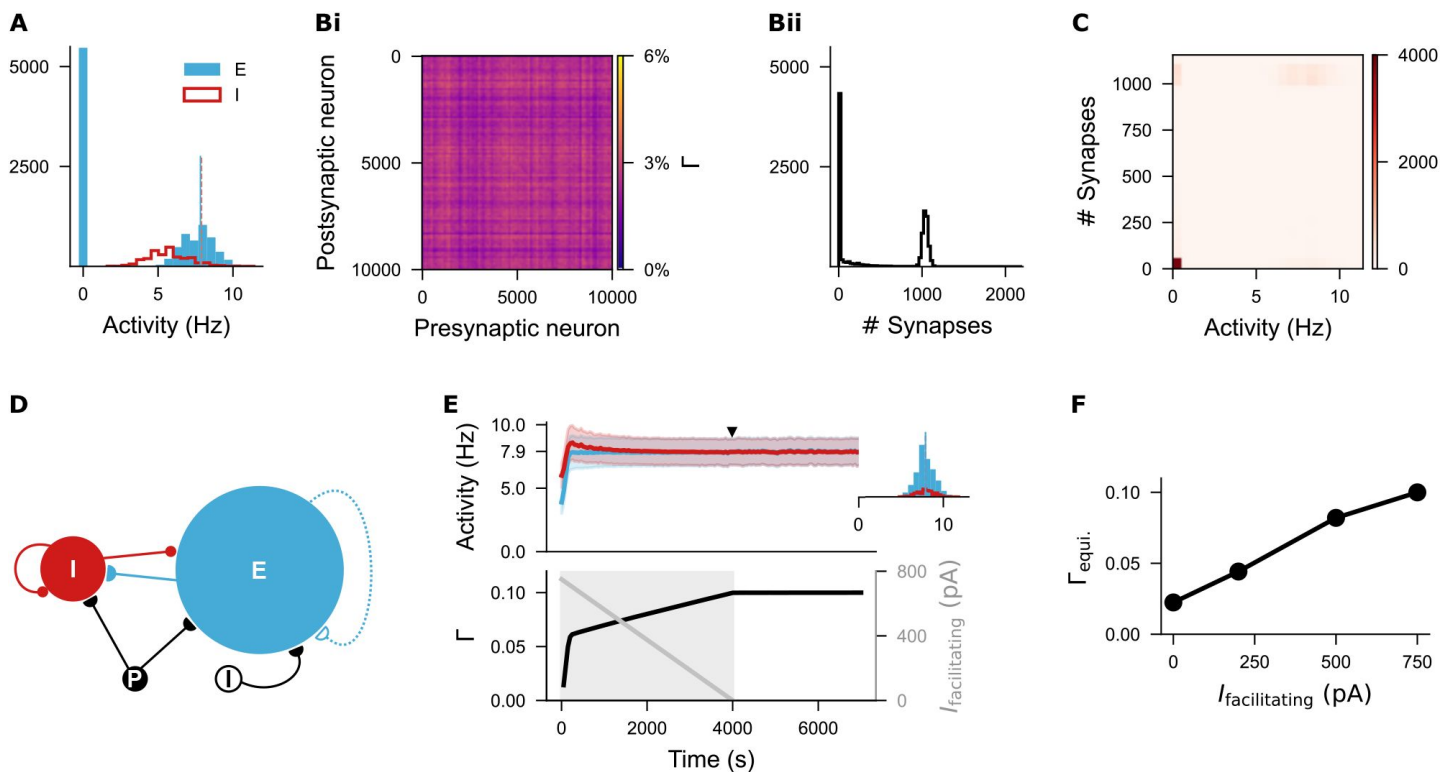 A
5000
2500
E
I
0
5
10
Activity (Hz)
Bi
Postsynaptic neuron
0
5000
10000
0
5000
10000
Presynaptic neuron
6%
3%
0%
Γ
Bii
5000
2500
0
1000
2000
# Synapses
C
# Synapses
1000
750
500
250
0
0
5
10
Activity (Hz)
4000
2000
0
D
I
E
P
I
E
Activity (Hz)
10.0
7.9
5.0
0.0
0
10
Γ
0.10
0.05
0.00
800
400
0
I facilitating (pA)
0
2000
4000
6000
Time (s)
F
Γequi.
0.10
0.05
0.00
0
250
500
750
I facilitating (pA)